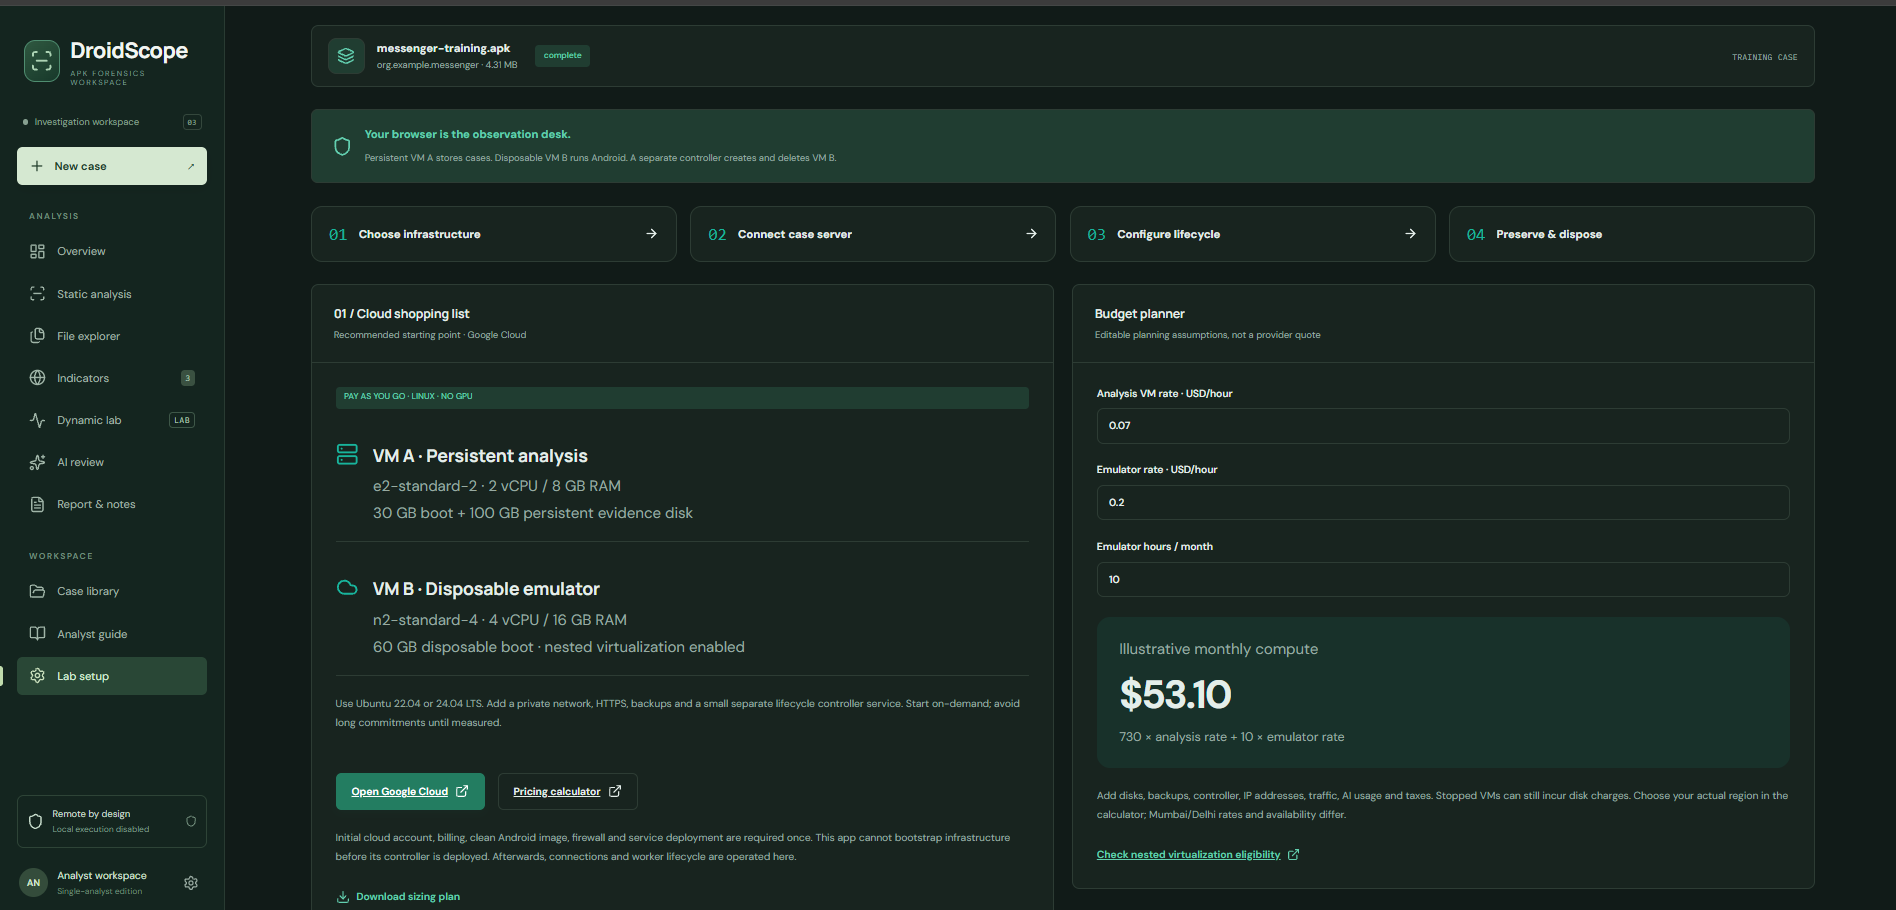 DroidScope
APK FORENSICS
WORKSPACE
Investigation workspace
03
New case
ANALYSIS
Overview
Static analysis
File explorer
Indicators
3
Dynamic lab
LAB
AI review
Report & notes
WORKSPACE
Case library
Analyst guide
Lab setup
Remote by design
Local execution disabled
AN
Analyst workspace
Single-analyst edition
messenger-training.apk
org.example.messenger · 4.31 MB
complete
TRAINING CASE
Your browser is the observation desk.
Persistent VM A stores cases. Disposable VM B runs Android. A separate controller creates and deletes VM B.
01 Choose infrastructure
02 Connect case server
03 Configure lifecycle
04 Preserve & dispose
01 / Cloud shopping list
Recommended starting point · Google Cloud
PAY AS YOU GO · LINUX · NO GPU
VM A · Persistent analysis
e2-standard-2 · 2 vCPU / 8 GB RAM
30 GB boot + 100 GB persistent evidence disk
VM B · Disposable emulator
n2-standard-4 · 4 vCPU / 16 GB RAM
60 GB disposable boot · nested virtualization enabled
Use Ubuntu 22.04 or 24.04 LTS. Add a private network, HTTPS, backups and a small separate lifecycle controller service. Start on-demand; avoid
long commitments until measured.
Open Google Cloud
Pricing calculator
Initial cloud account, billing, clean Android image, firewall and service deployment are required once. This app cannot bootstrap infrastructure
before its controller is deployed. Afterwards, connections and worker lifecycle are operated here.
Download sizing plan
Budget planner
Editable planning assumptions, not a provider quote
Analysis VM rate · USD/hour
0.07
Emulator rate · USD/hour
0.2
Emulator hours / month
10
Illustrative monthly compute
$53.10
730 × analysis rate + 10 × emulator rate
Add disks, backups, controller, IP addresses, traffic, AI usage and taxes. Stopped VMs can still incur disk charges. Choose your actual region in the
calculator; Mumbai/Delhi rates and availability differ.
Check nested virtualization eligibility